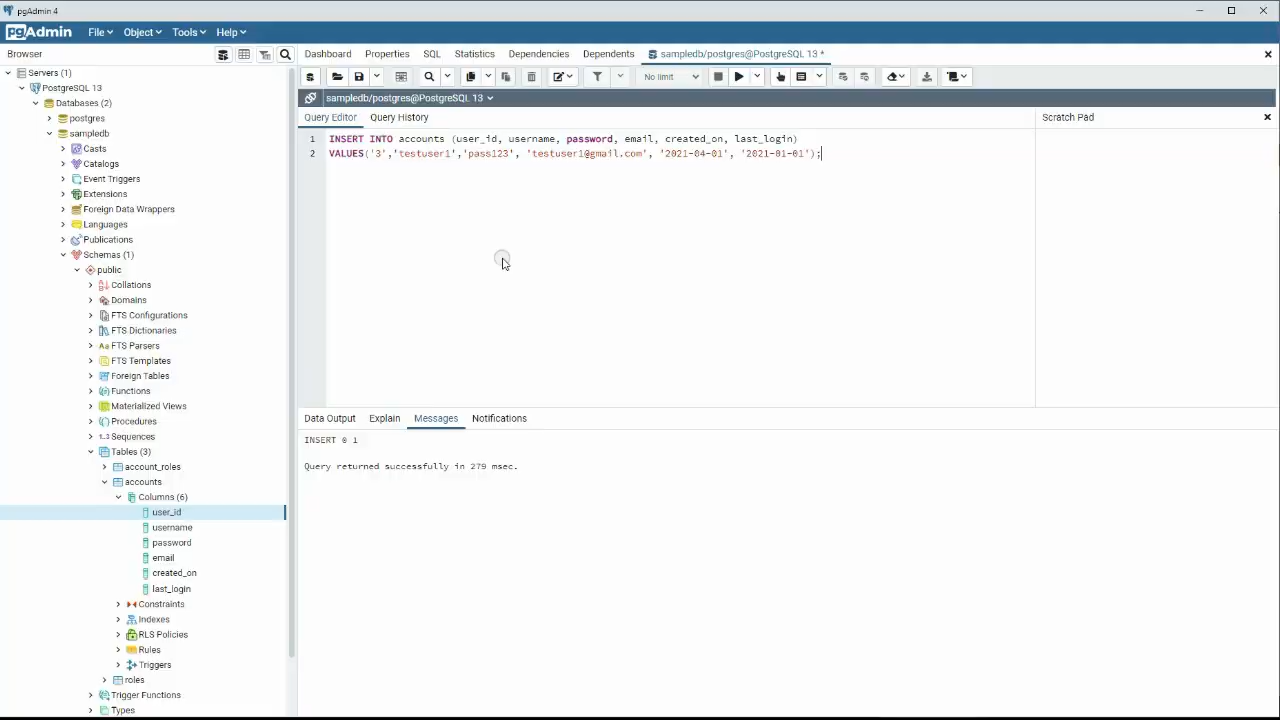 pgAdmin 4
pgAdmin File Object Tools Help
Browser
Dashboard Properties SQL Statistics Dependencies Dependents sampledb/postgres@PostgreSQL 13 *
No limit
sampledb/postgres@PostgreSQL 13
Query Editor Query History
Scratch Pad
1 INSERT INTO accounts (user_id, username, password, email, created_on, last_login)
2 VALUES('3','testuser1','pass123', 'testuser1@gmail.com', '2021-04-01', '2021-01-01');
Data Output Explain Messages Notifications
INSERT 0 1
Query returned successfully in 279 msec.
Servers (1)
PostgreSQL 13
Databases (2)
postgres
sampledb
Casts
Catalogs
Event Triggers
Extensions
Foreign Data Wrappers
Languages
Publications
Schemas (1)
public
Collations
Domains
FTS Configurations
FTS Dictionaries
Aa FTS Parsers
FTS Templates
Foreign Tables
Functions
Materialized Views
Procedures
1..3 Sequences
Tables (3)
account_roles
accounts
Columns (6)
user_id
username
password
email
created_on
last_login
Constraints
Indexes
RLS Policies
Rules
Triggers
roles
Trigger Functions
Types